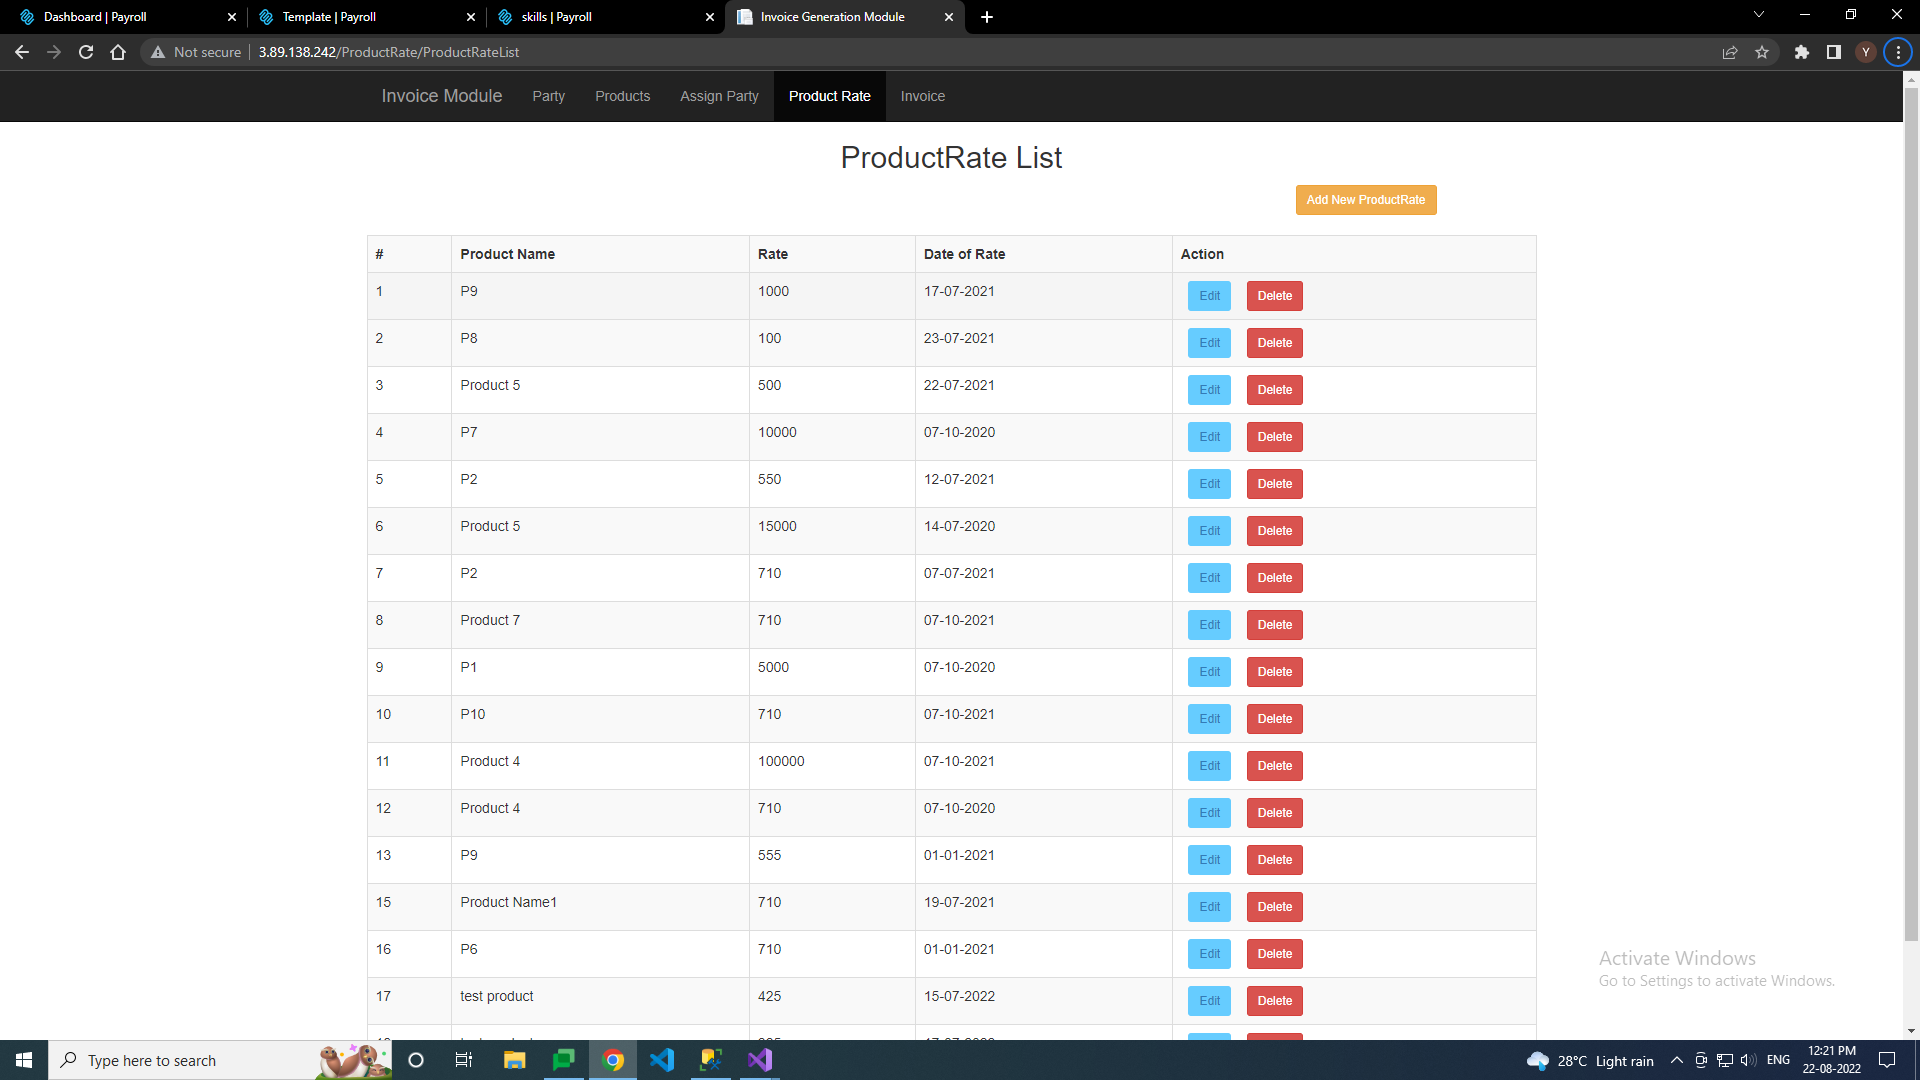 Dashboard | Payroll Template | Payroll skills | Payroll Invoice Generation Module
Not secure 3.89.138.242/ProductRate/ProductRateList Y
Invoice Module Party Products Assign Party Product Rate Invoice
ProductRate List
Add New ProductRate
# Product Name Rate Date of Rate Action
1 P9 1000 17-07-2021 Edit Delete
2 P8 100 23-07-2021 Edit Delete
3 Product 5 500 22-07-2021 Edit Delete
4 P7 10000 07-10-2020 Edit Delete
5 P2 550 12-07-2021 Edit Delete
6 Product 5 15000 14-07-2020 Edit Delete
7 P2 710 07-07-2021 Edit Delete
8 Product 7 710 07-10-2021 Edit Delete
9 P1 5000 07-10-2020 Edit Delete
10 P10 710 07-10-2021 Edit Delete
11 Product 4 100000 07-10-2021 Edit Delete
12 Product 4 710 07-10-2020 Edit Delete
13 P9 555 01-01-2021 Edit Delete
15 Product Name1 710 19-07-2021 Edit Delete
16 P6 710 01-01-2021 Edit Delete
17 test product 425 15-07-2022 Edit Delete
Activate Windows
Go to Settings to activate Windows.
Type here to search 28°C Light rain ENG 12:21 PM
22-08-2022